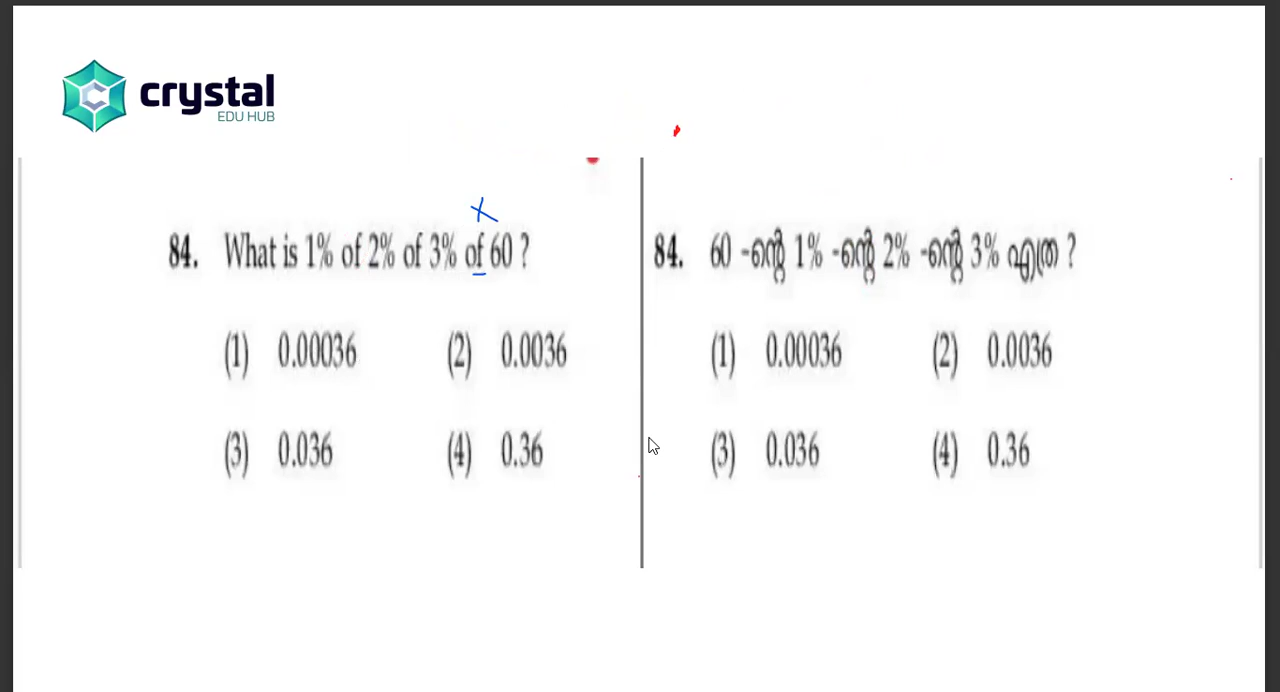 crystal
EDU HUB
84. What is 1% of 2% of 3% of 60 ?
(1) 0.00036 (2) 0.0036
(3) 0.036 (4) 0.36
84. 60 -ന്റെ 1% -ന്റെ 2% -ന്റെ 3% എത്ര ?
(1) 0.00036 (2) 0.0036
(3) 0.036 (4) 0.36